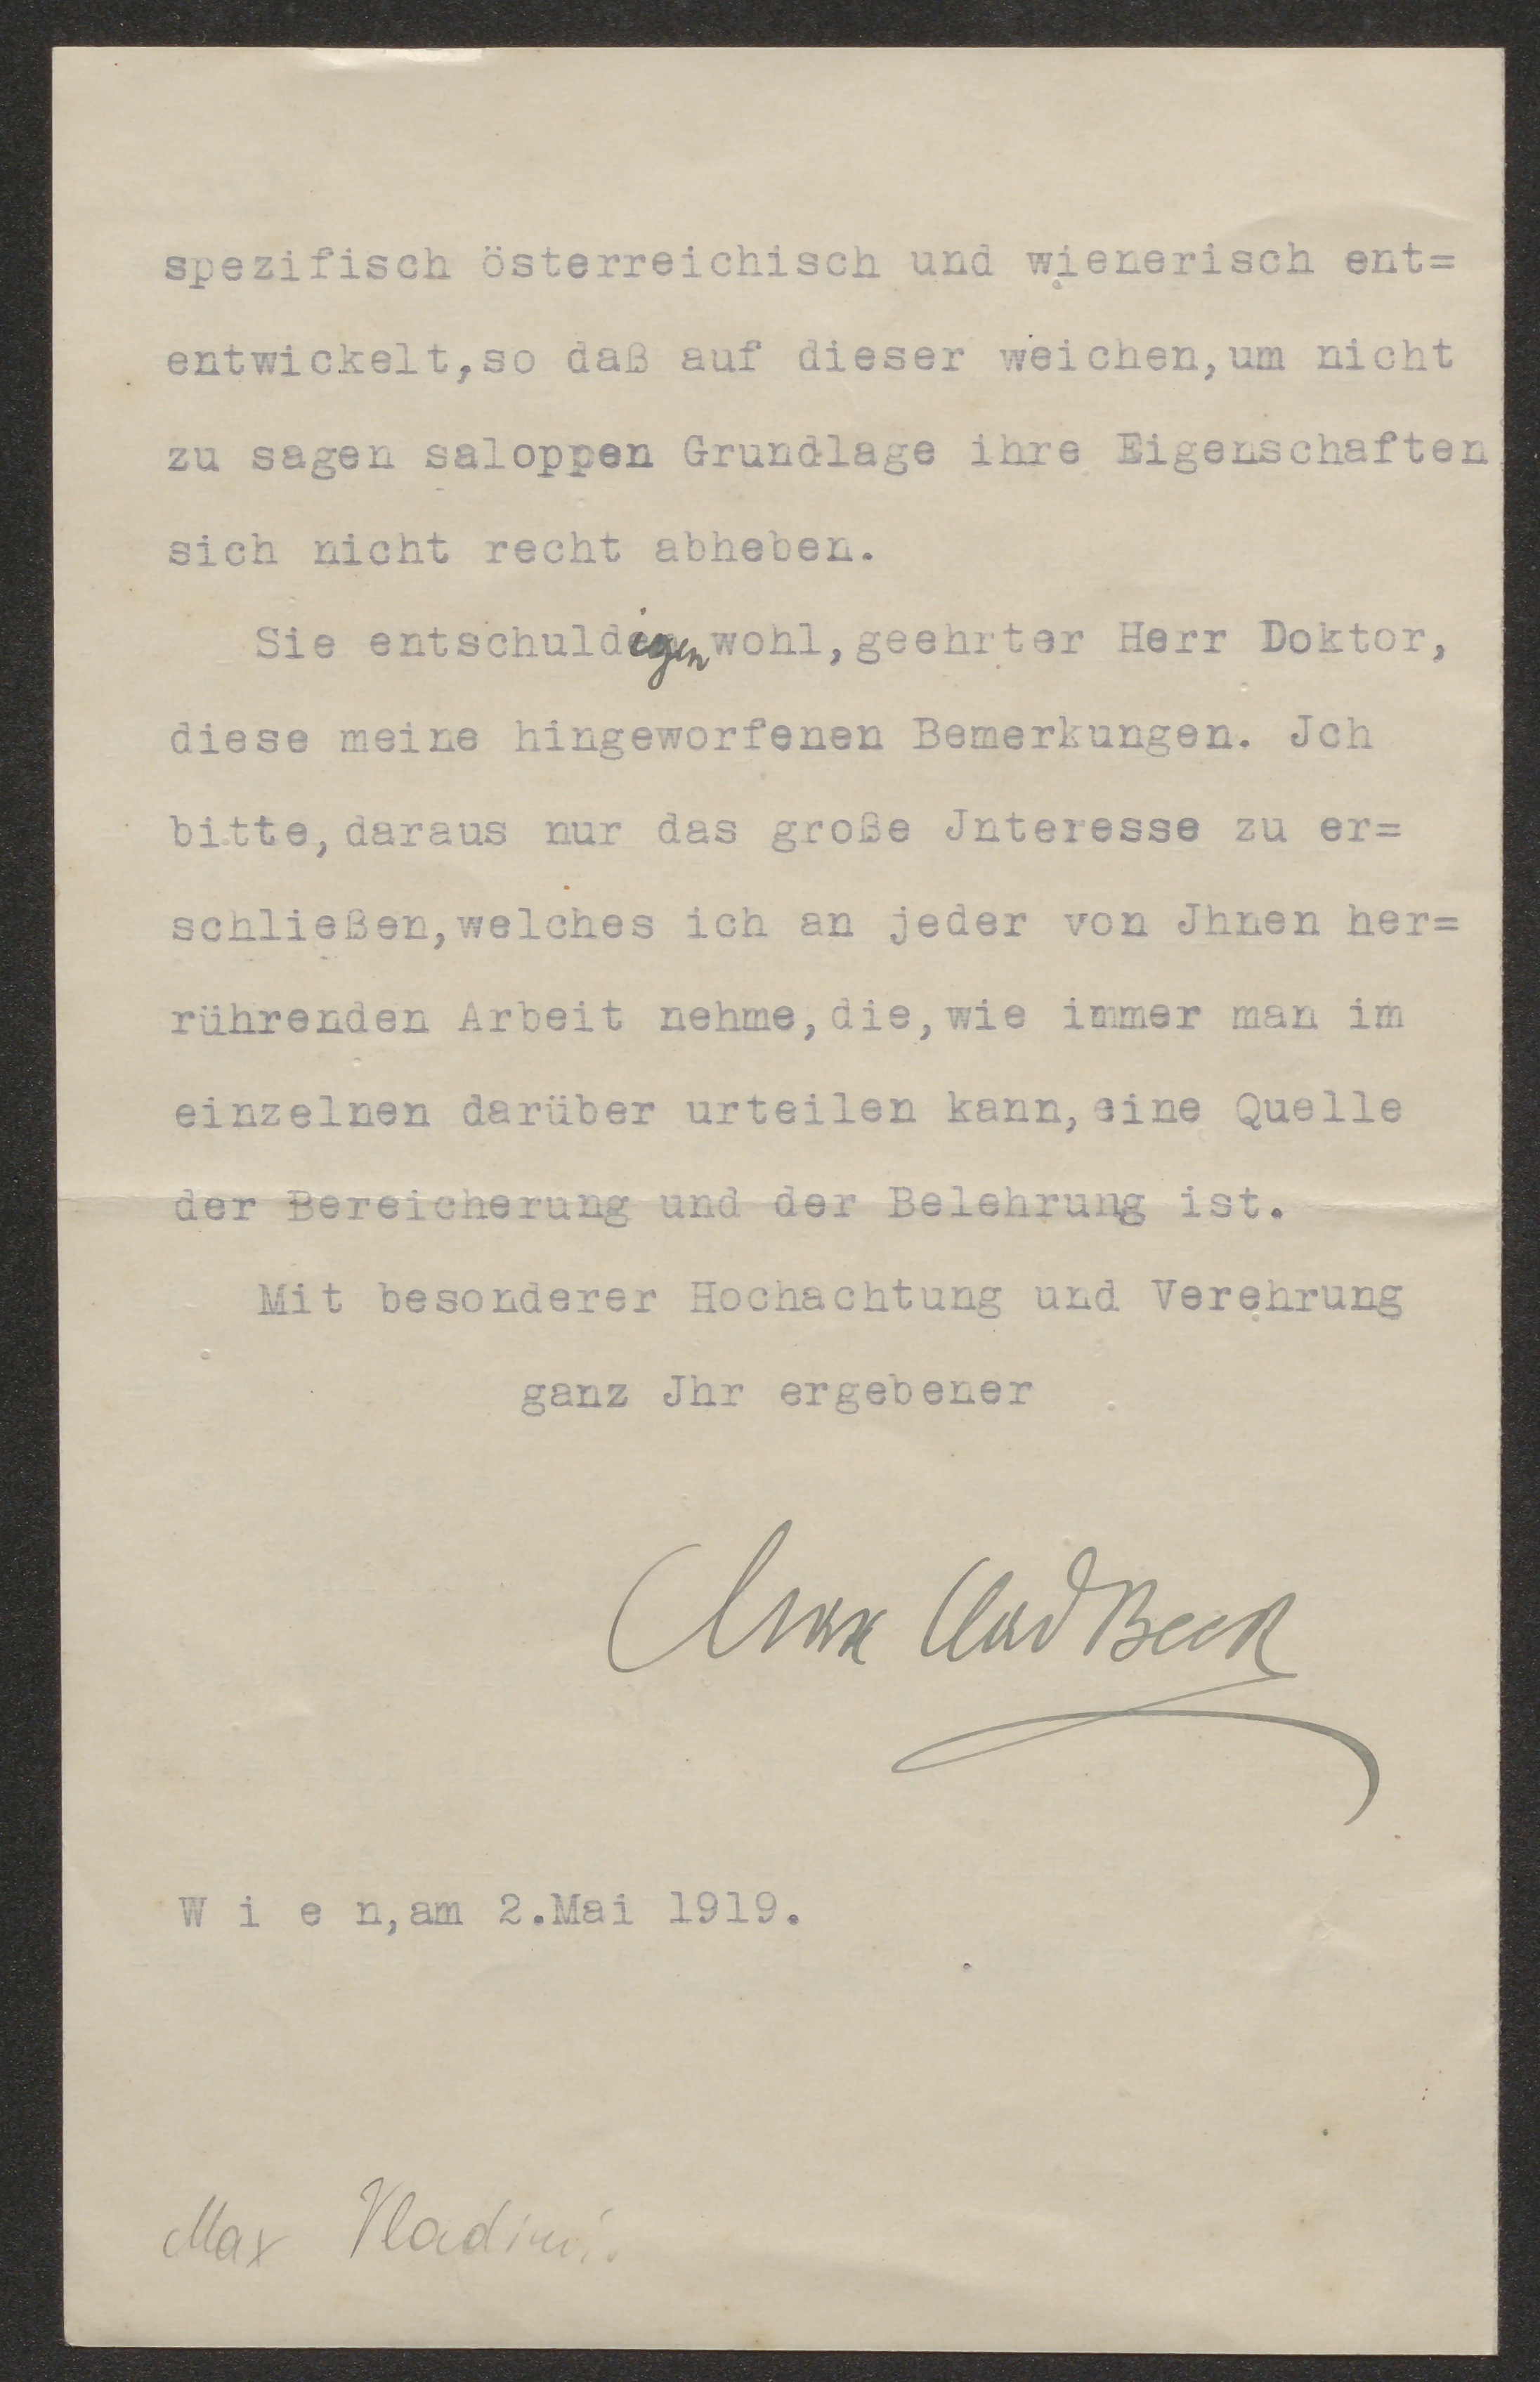 spezifisch österreichisch und wienerisch ent=
entwickelt,so daß auf dieser weichen,um nicht
zu sagen saloppen Grundlage ihre Eigenschaften
sich nicht recht abheben.
Sie entschuldigen wohl,geehrter Herr Doktor,
diese meine hingeworfenen Bemerkungen. Jch
bitte,daraus nur das große Jnteresse zu er=
schließen,welches ich an jeder von Jhnen her=
rührenden Arbeit nehme,die,wie immer man im
einzelnen darüber urteilen kann,eine Quelle
der Bereicherung und der Belehrung ist.
Mit besonderer Hochachtung und Verehrung
ganz Jhr ergebener
Max Vlad Beck
W i e n,am 2.Mai 1919.
Max Vladimir